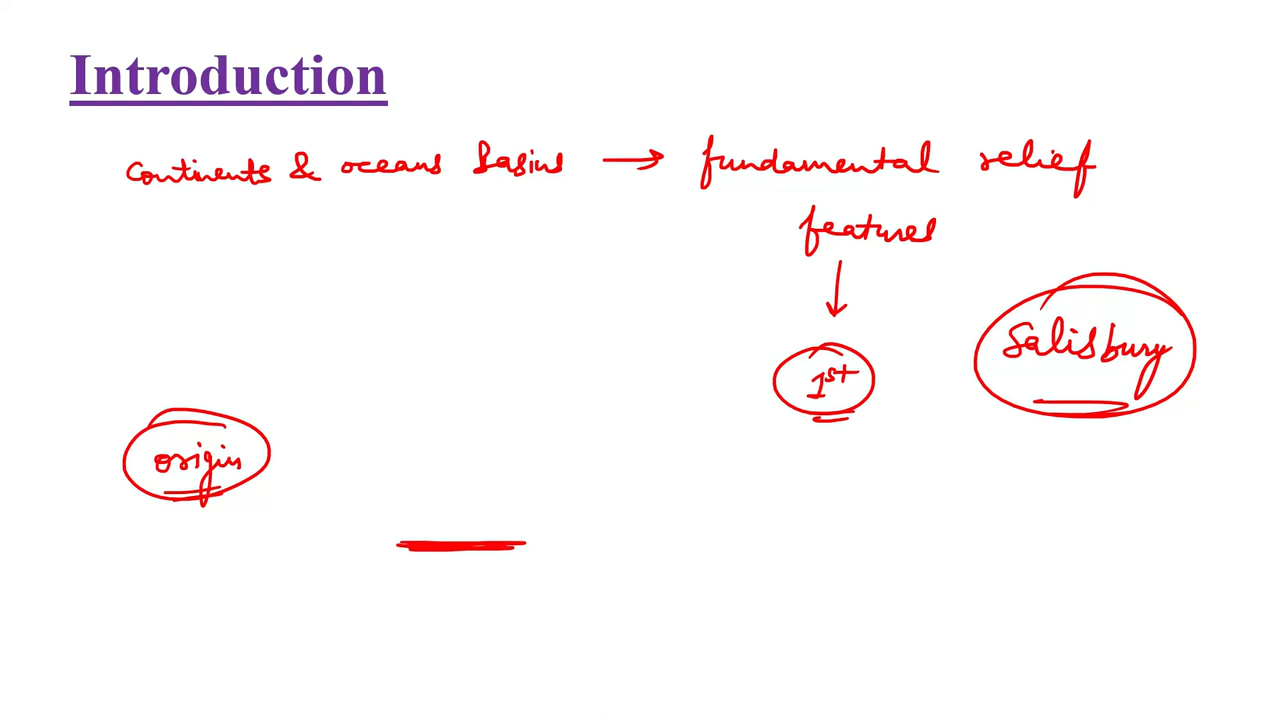 Introduction
continents & oceans basins → fundamental relief
features
↓
1st
Salisbury
origin